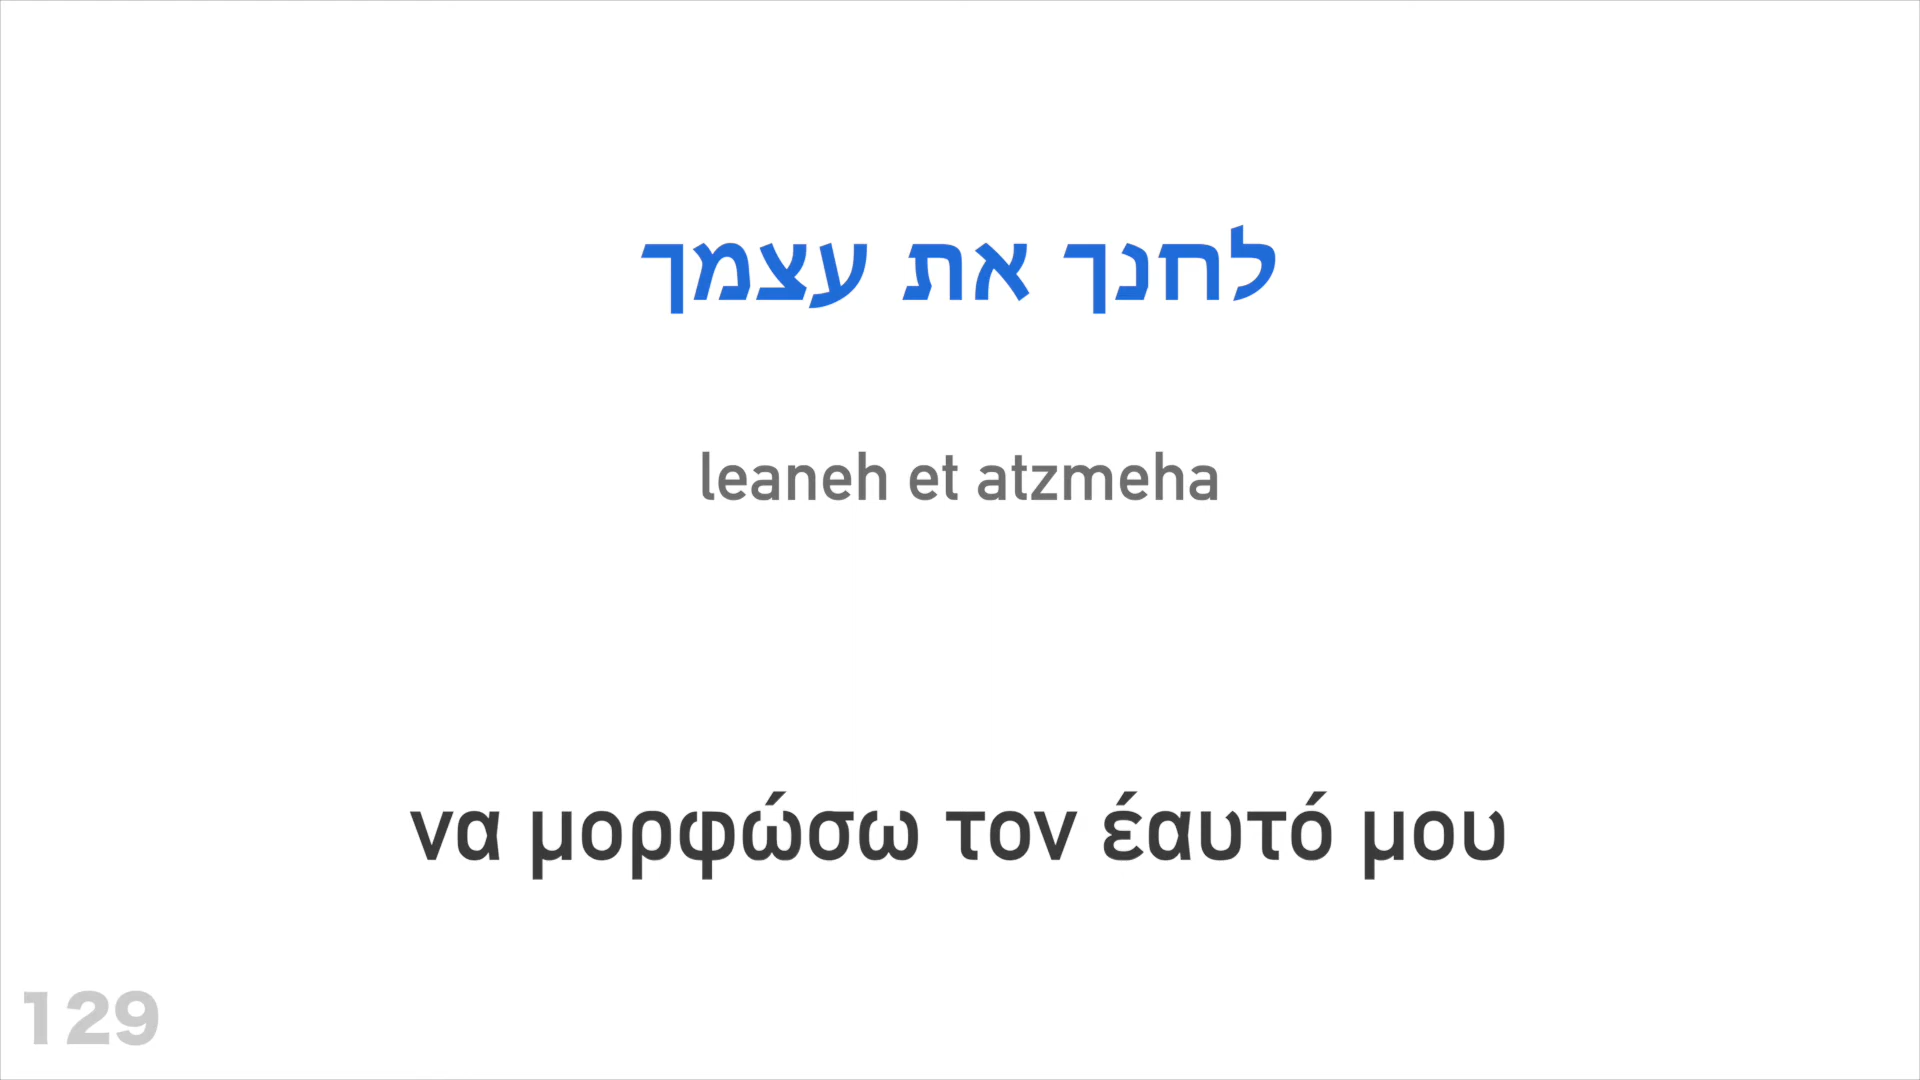 לחנך את עצמך
leaneh et atzmeha
να μορφώσω τον έαυτό μου
129